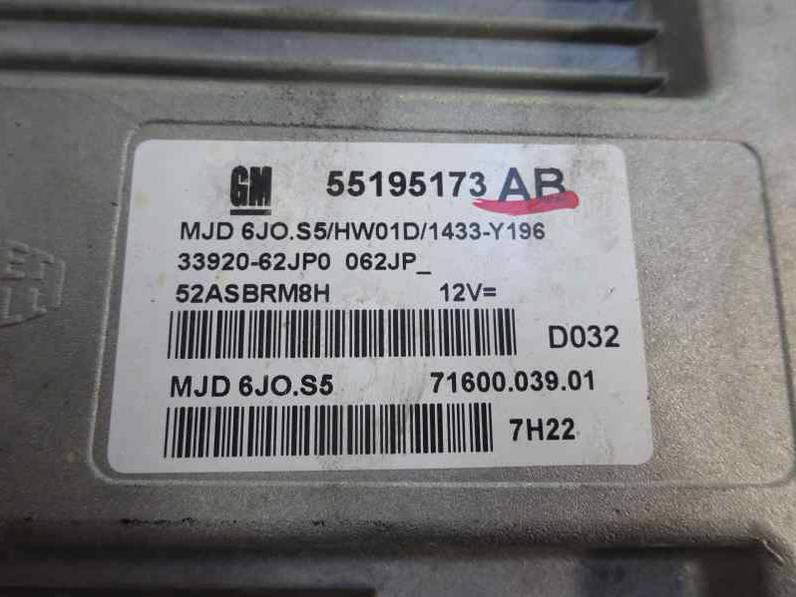 GM 55195173 AB
MJD 6JO.S5/HW01D/1433-Y196
33920-62JP0 062JP_
52ASBRM8H 12V=
D032
MJD 6JO.S5 71600.039.01
7H22